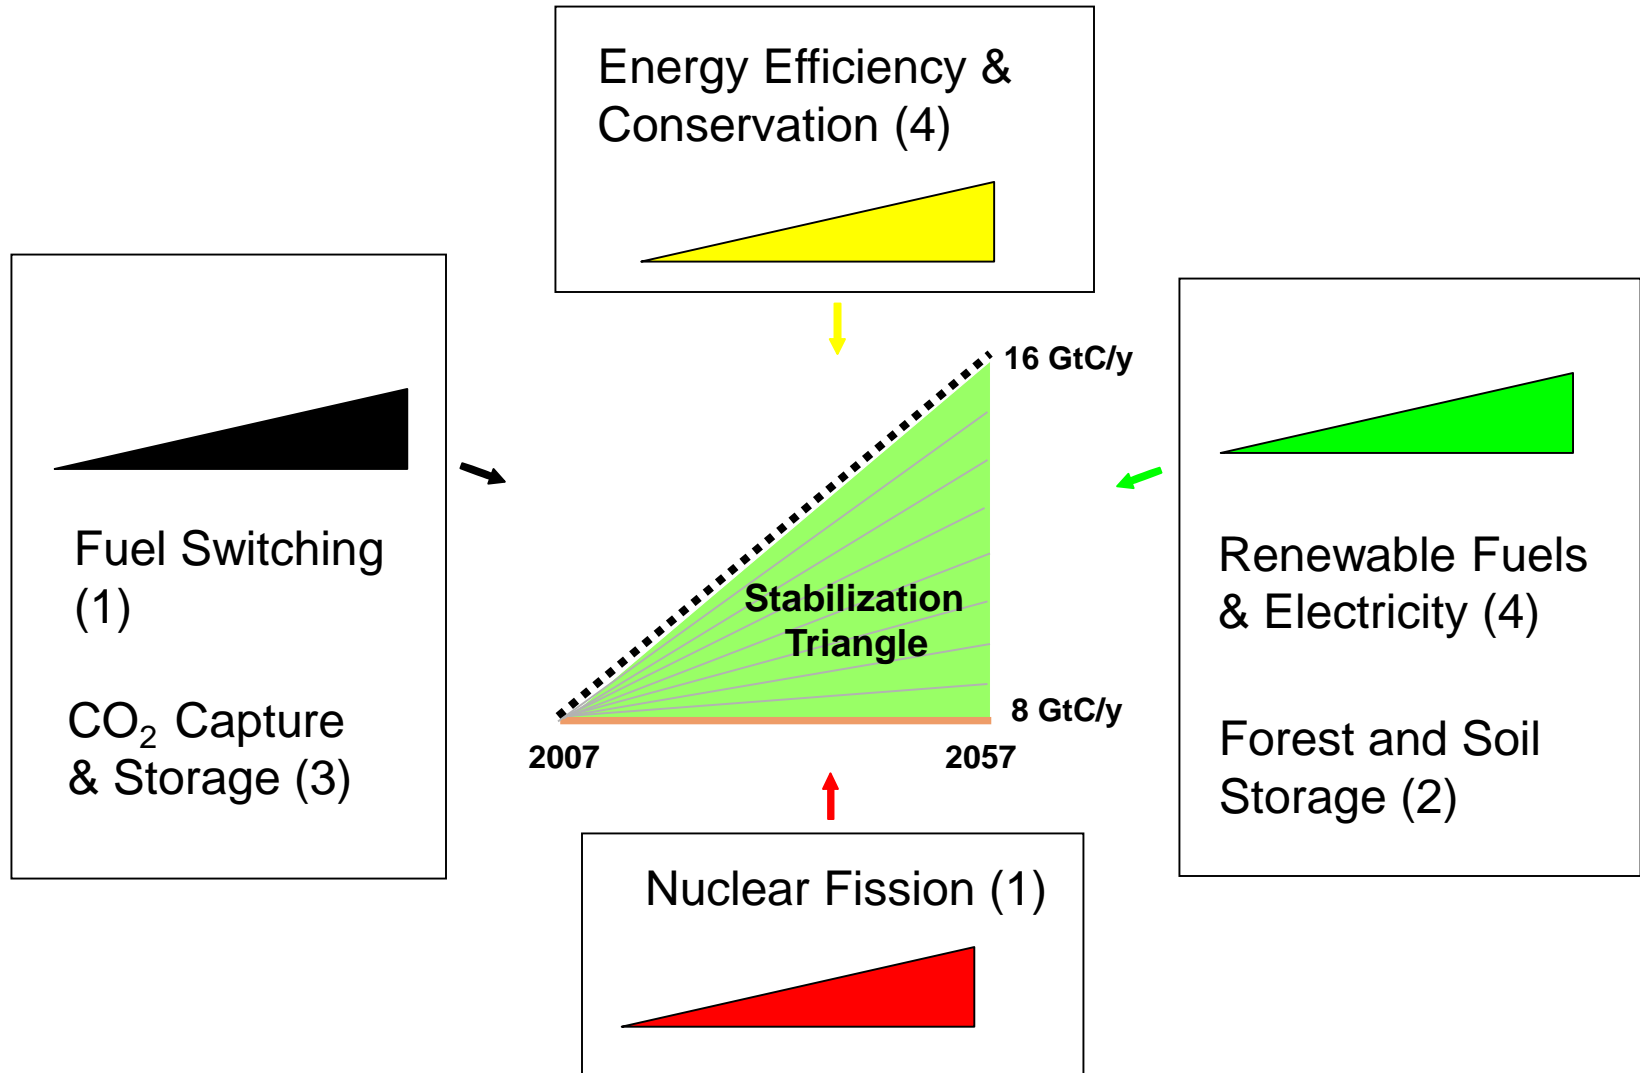 Energy Efficiency &
Conservation (4)
Fuel Switching
(1)
CO₂ Capture
& Storage (3)
16 GtC/y
Stabilization
Triangle
8 GtC/y
2007
2057
Renewable Fuels
& Electricity (4)
Forest and Soil
Storage (2)
Nuclear Fission (1)